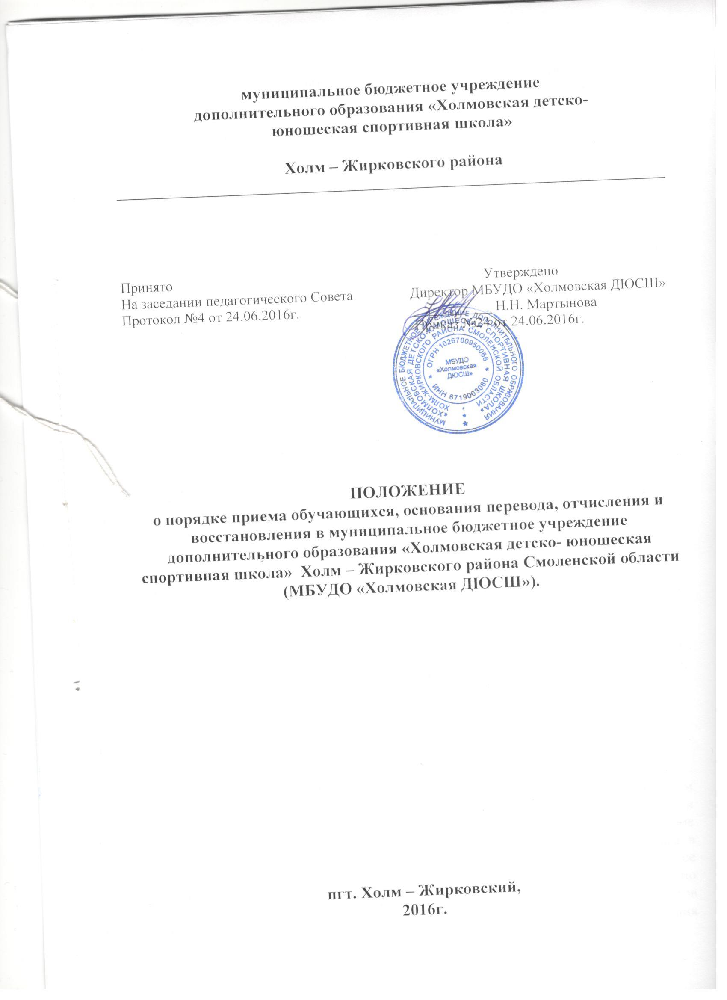 муниципальное бюджетное учреждение
дополнительного образования «Холмовская детско-
юношеская спортивная школа»
Холм – Жирковского района
Принято
На заседании педагогического Совета
Протокол №4 от 24.06.2016г.
Утверждено
Директор МБУДО «Холмовская ДЮСШ»
Н.Н. Мартынова
Приказ №24 от 24.06.2016г.
МУНИЦИПАЛЬНОЕ БЮДЖЕТНОЕ УЧРЕЖДЕНИЕ ДОПОЛНИТЕЛЬНОГО ОБРАЗОВАНИЯ
«ХОЛМОВСКАЯ ДЕТСКО-ЮНОШЕСКАЯ СПОРТИВНАЯ ШКОЛА»
ХОЛМ-ЖИРКОВСКОГО РАЙОНА СМОЛЕНСКОЙ ОБЛАСТИ
ОГРН 1026700950066
МБУДО
«Холмовская
ДЮСШ»
ИНН 6719003080
ПОЛОЖЕНИЕ
о порядке приема обучающихся, основания перевода, отчисления и
восстановления в муниципальное бюджетное учреждение
дополнительного образования «Холмовская детско- юношеская
спортивная школа»  Холм – Жирковского района Смоленской области
(МБУДО «Холмовская ДЮСШ»).
пгт. Холм – Жирковский,
2016г.